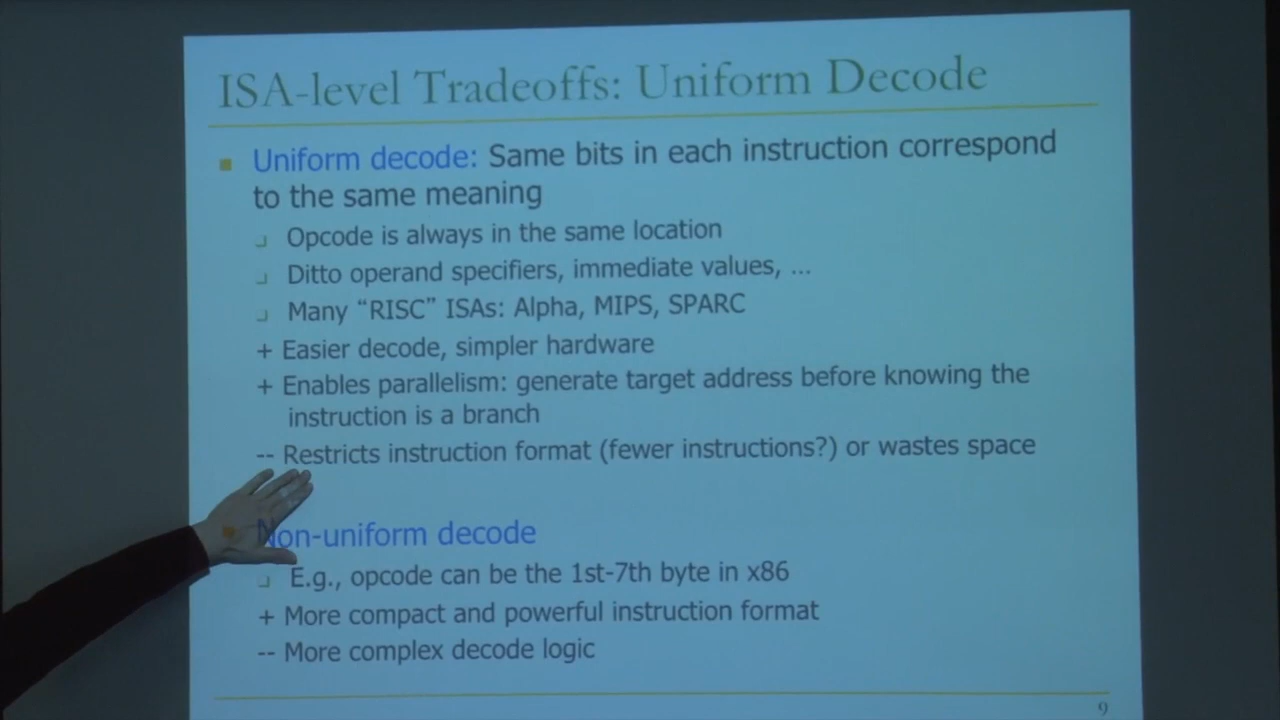 ISA-level Tradeoffs: Uniform Decode
Uniform decode: Same bits in each instruction correspond
to the same meaning
Opcode is always in the same location
Ditto operand specifiers, immediate values, ...
Many “RISC” ISAs: Alpha, MIPS, SPARC
+ Easier decode, simpler hardware
+ Enables parallelism: generate target address before knowing the
instruction is a branch
-- Restricts instruction format (fewer instructions?) or wastes space
Non-uniform decode
E.g., opcode can be the 1st-7th byte in x86
+ More compact and powerful instruction format
-- More complex decode logic
9